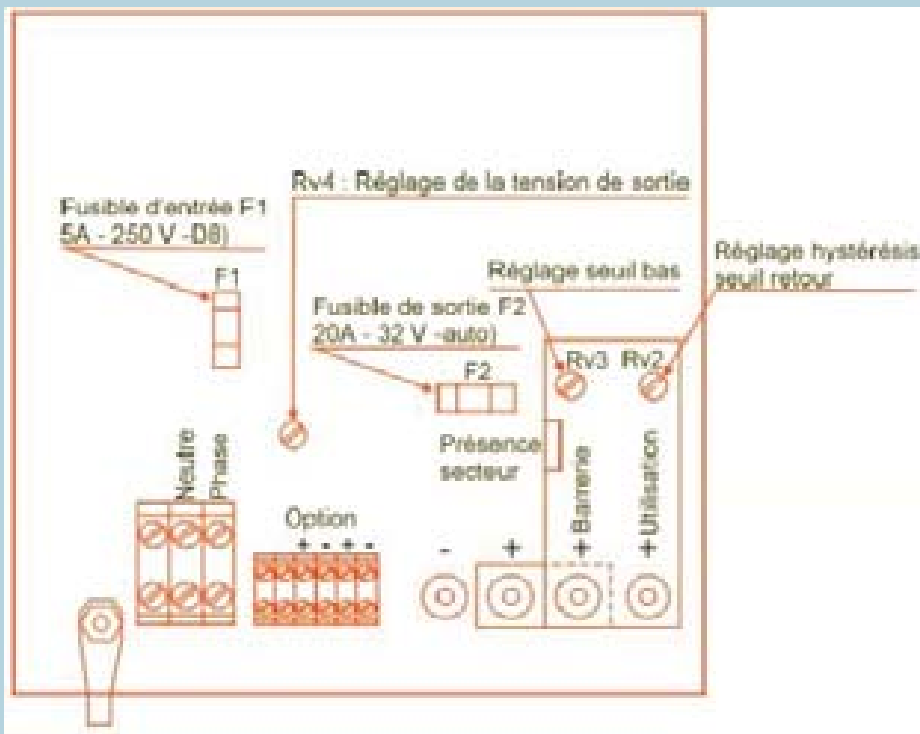 Rv4 : Réglage de la tension de sortie
Fusible d'entrée F1
5A - 250 V -D8)
F1
Réglage seuil bas
Réglage hystérésis
seuil retour
Fusible de sortie F2
20A - 32 V -auto)
F2
Rv3 Rv2
Neutre
Phase
Présence
secteur
+ Barrerie
+ Utilisation
Option
+ - + -
- +